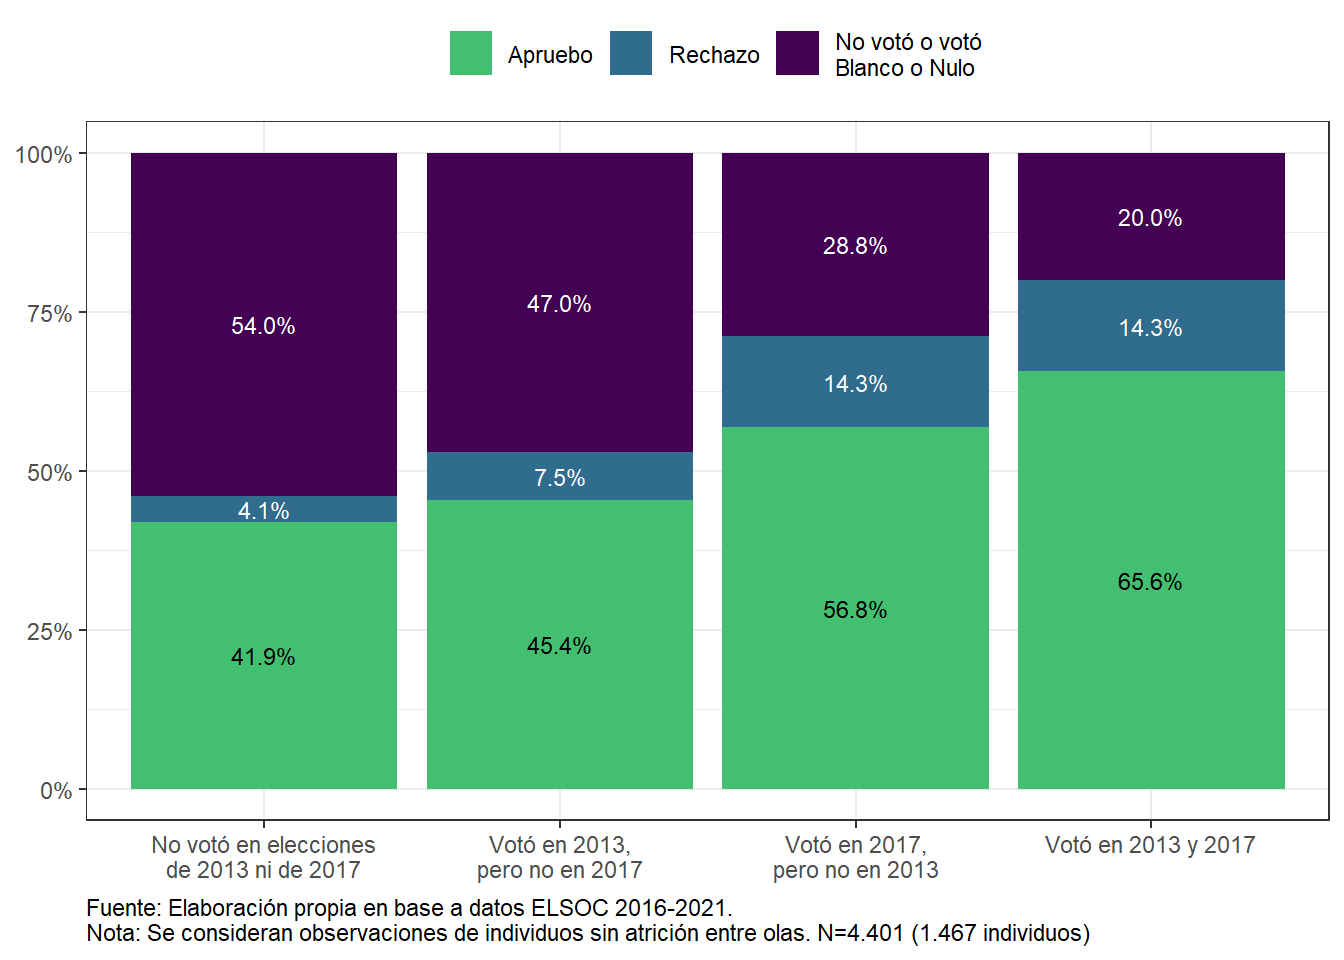 Apruebo
Rechazo
No votó o votó
Blanco o Nulo
100%
75%
50%
25%
0%
54.0%
4.1%
41.9%
47.0%
7.5%
45.4%
28.8%
14.3%
56.8%
20.0%
14.3%
65.6%
No votó en elecciones
de 2013 ni de 2017
Votó en 2013,
pero no en 2017
Votó en 2017,
pero no en 2013
Votó en 2013 y 2017
Fuente: Elaboración propia en base a datos ELSOC 2016-2021.
Nota: Se consideran observaciones de individuos sin atrición entre olas. N=4.401 (1.467 individuos)